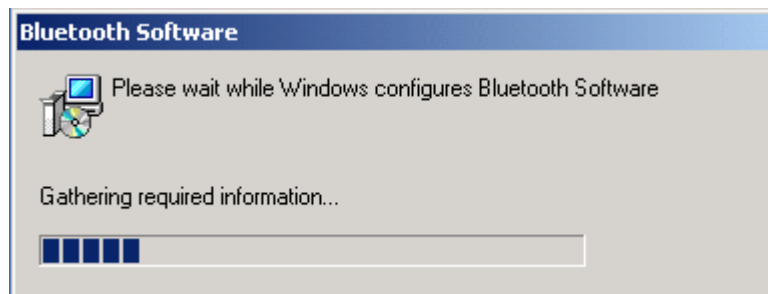 Bluetooth Software
Please wait while Windows configures Bluetooth Software
Gathering required information...